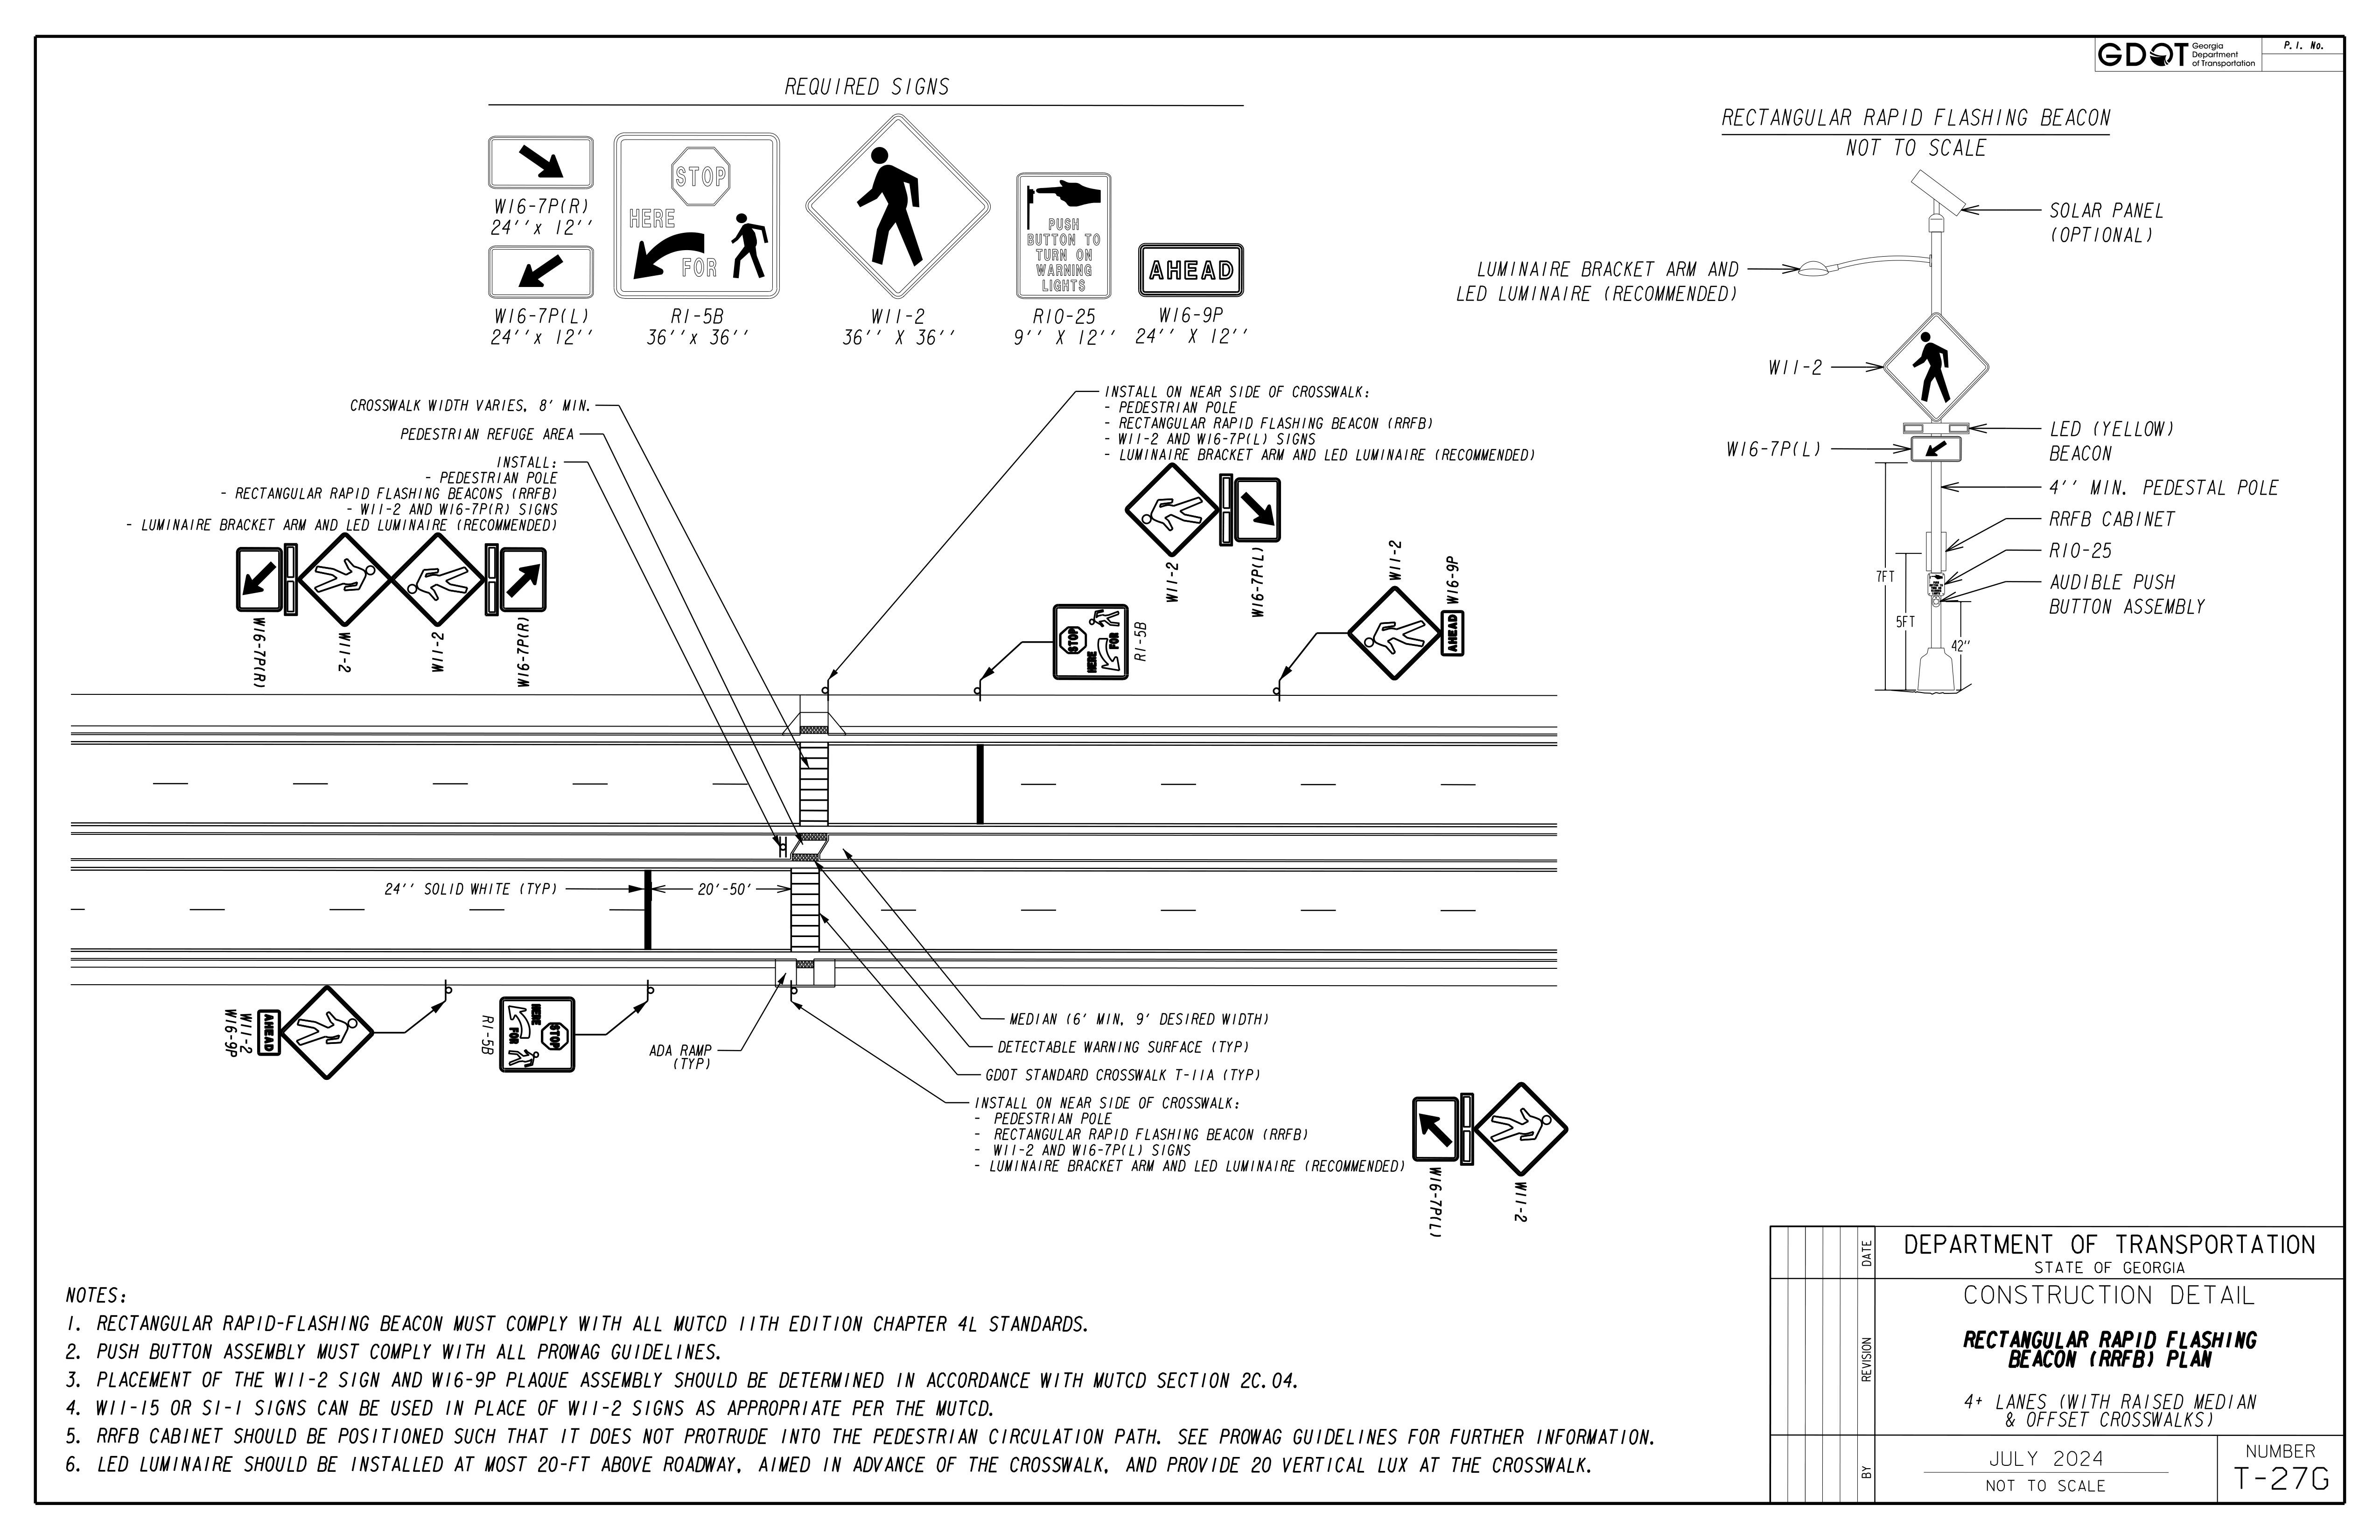 GDOT Georgia
Department
of Transportation
P.I. No.
REQUIRED SIGNS
W16-7P(R)
24''x 12''
W16-7P(L)
24''x 12''
STOP
HERE
FOR
R1-5B
36''x 36''
W11-2
36'' X 36''
PUSH
BUTTON TO
TURN ON
WARNING
LIGHTS
R10-25
9'' X 12''
AHEAD
W16-9P
24'' X 12''
RECTANGULAR RAPID FLASHING BEACON
NOT TO SCALE
SOLAR PANEL
(OPTIONAL)
LUMINAIRE BRACKET ARM AND
LED LUMINAIRE (RECOMMENDED)
W11-2
LED (YELLOW)
BEACON
W16-7P(L)
4'' MIN. PEDESTAL POLE
RRFB CABINET
R10-25
AUDIBLE PUSH
BUTTON ASSEMBLY
7FT
5FT
42''
CROSSWALK WIDTH VARIES, 8' MIN.
PEDESTRIAN REFUGE AREA
INSTALL:
- PEDESTRIAN POLE
- RECTANGULAR RAPID FLASHING BEACONS (RRFB)
- W11-2 AND W16-7P(R) SIGNS
- LUMINAIRE BRACKET ARM AND LED LUMINAIRE (RECOMMENDED)
W16-7P(R)
W11-2
W11-2
W16-7P(R)
INSTALL ON NEAR SIDE OF CROSSWALK:
- PEDESTRIAN POLE
- RECTANGULAR RAPID FLASHING BEACON (RRFB)
- W11-2 AND W16-7P(L) SIGNS
- LUMINAIRE BRACKET ARM AND LED LUMINAIRE (RECOMMENDED)
W11-2
W16-7P(L)
STOP
HERE
FOR
R1-5B
W11-2
AHEAD
W16-9P
24'' SOLID WHITE (TYP)
20'-50'
W16-9P
W11-2
AHEAD
R1-5B
HERE
FOR
STOP
ADA RAMP
(TYP)
MEDIAN (6' MIN, 9' DESIRED WIDTH)
DETECTABLE WARNING SURFACE (TYP)
GDOT STANDARD CROSSWALK T-11A (TYP)
INSTALL ON NEAR SIDE OF CROSSWALK:
- PEDESTRIAN POLE
- RECTANGULAR RAPID FLASHING BEACON (RRFB)
- W11-2 AND W16-7P(L) SIGNS
- LUMINAIRE BRACKET ARM AND LED LUMINAIRE (RECOMMENDED)
W16-7P(L)
W11-2
NOTES:
1. RECTANGULAR RAPID-FLASHING BEACON MUST COMPLY WITH ALL MUTCD 11TH EDITION CHAPTER 4L STANDARDS.
2. PUSH BUTTON ASSEMBLY MUST COMPLY WITH ALL PROWAG GUIDELINES.
3. PLACEMENT OF THE W11-2 SIGN AND W16-9P PLAQUE ASSEMBLY SHOULD BE DETERMINED IN ACCORDANCE WITH MUTCD SECTION 2C.04.
4. W11-15 OR S1-1 SIGNS CAN BE USED IN PLACE OF W11-2 SIGNS AS APPROPRIATE PER THE MUTCD.
5. RRFB CABINET SHOULD BE POSITIONED SUCH THAT IT DOES NOT PROTRUDE INTO THE PEDESTRIAN CIRCULATION PATH. SEE PROWAG GUIDELINES FOR FURTHER INFORMATION.
6. LED LUMINAIRE SHOULD BE INSTALLED AT MOST 20-FT ABOVE ROADWAY, AIMED IN ADVANCE OF THE CROSSWALK, AND PROVIDE 20 VERTICAL LUX AT THE CROSSWALK.
DATE
REVISION
BY
DEPARTMENT OF TRANSPORTATION
STATE OF GEORGIA
CONSTRUCTION DETAIL
RECTANGULAR RAPID FLASHING
BEACON (RRFB) PLAN
4+ LANES (WITH RAISED MEDIAN
& OFFSET CROSSWALKS)
JULY 2024
NOT TO SCALE
NUMBER
T-27G